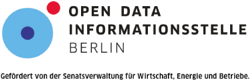 OPEN DATA
INFORMATIONSSTELLE
BERLIN
Gefördert von der Senatsverwaltung für Wirtschaft, Energie und Betriebe.